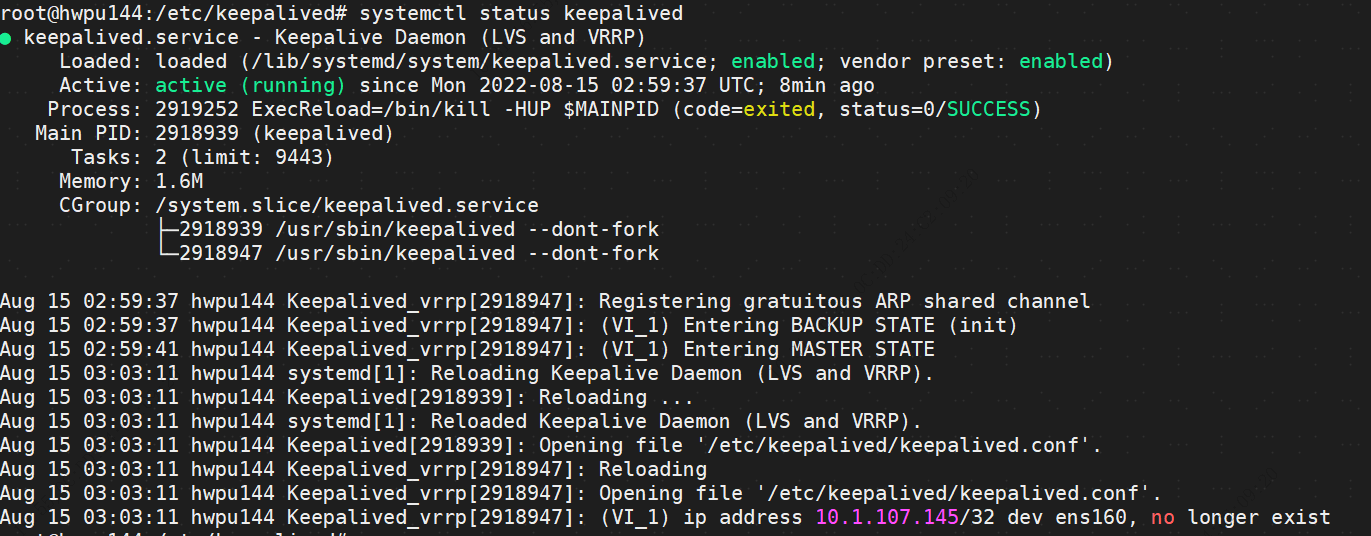 root@hwpu144:/etc/keepalived# systemctl status keepalived
● keepalived.service - Keepalive Daemon (LVS and VRRP)
     Loaded: loaded (/lib/systemd/system/keepalived.service; enabled; vendor preset: enabled)
     Active: active (running) since Mon 2022-08-15 02:59:37 UTC; 8min ago
    Process: 2919252 ExecReload=/bin/kill -HUP $MAINPID (code=exited, status=0/SUCCESS)
   Main PID: 2918939 (keepalived)
      Tasks: 2 (limit: 9443)
     Memory: 1.6M
     CGroup: /system.slice/keepalived.service
             ├─2918939 /usr/sbin/keepalived --dont-fork
             └─2918947 /usr/sbin/keepalived --dont-fork

Aug 15 02:59:37 hwpu144 Keepalived_vrrp[2918947]: Registering gratuitous ARP shared channel
Aug 15 02:59:37 hwpu144 Keepalived_vrrp[2918947]: (VI_1) Entering BACKUP STATE (init)
Aug 15 02:59:41 hwpu144 Keepalived_vrrp[2918947]: (VI_1) Entering MASTER STATE
Aug 15 03:03:11 hwpu144 systemd[1]: Reloading Keepalive Daemon (LVS and VRRP).
Aug 15 03:03:11 hwpu144 Keepalived[2918939]: Reloading ...
Aug 15 03:03:11 hwpu144 systemd[1]: Reloaded Keepalive Daemon (LVS and VRRP).
Aug 15 03:03:11 hwpu144 Keepalived[2918939]: Opening file '/etc/keepalived/keepalived.conf'.
Aug 15 03:03:11 hwpu144 Keepalived_vrrp[2918947]: Reloading
Aug 15 03:03:11 hwpu144 Keepalived_vrrp[2918947]: Opening file '/etc/keepalived/keepalived.conf'.
Aug 15 03:03:11 hwpu144 Keepalived_vrrp[2918947]: (VI_1) ip address 10.1.107.145/32 dev ens160, no longer exist